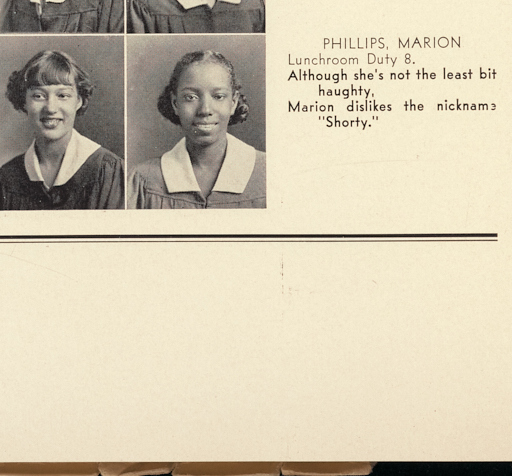 PHILLIPS, MARION
Lunchroom Duty 8.
Although she's not the least bit
haughty,
Marion dislikes the nickname
"Shorty."